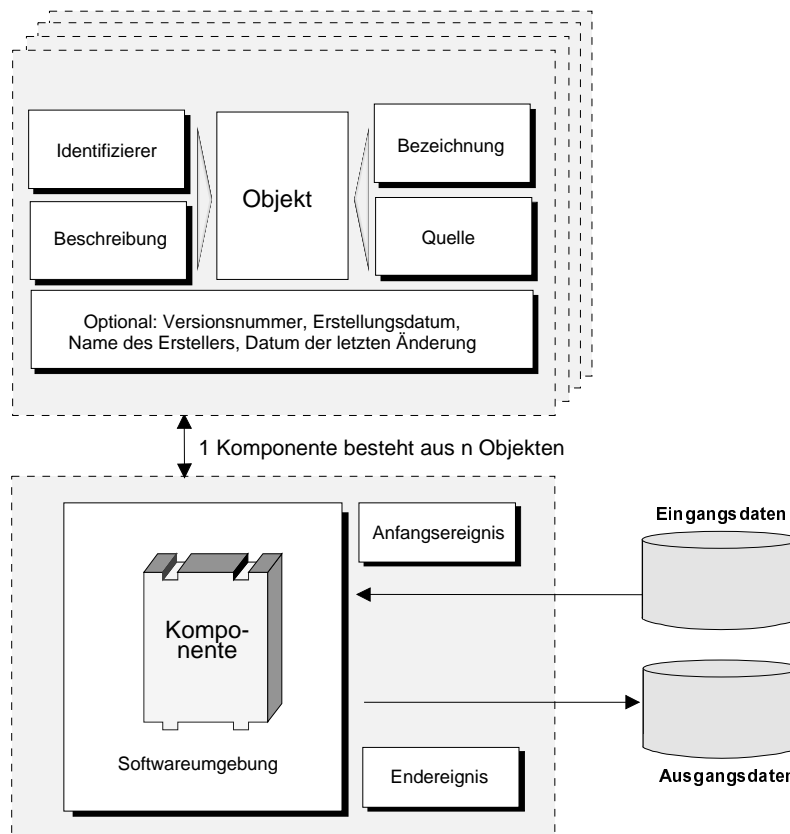 Identifizierer
Bezeichnung
Objekt
Beschreibung
Quelle
Optional: Versionsnummer, Erstellungsdatum,
Name des Erstellers, Datum der letzten Änderung
1 Komponente besteht aus n Objekten
Eingangsdaten
Anfangsereignis
Kompo-
nente
Softwareumgebung
Endereignis
Ausgangsdaten